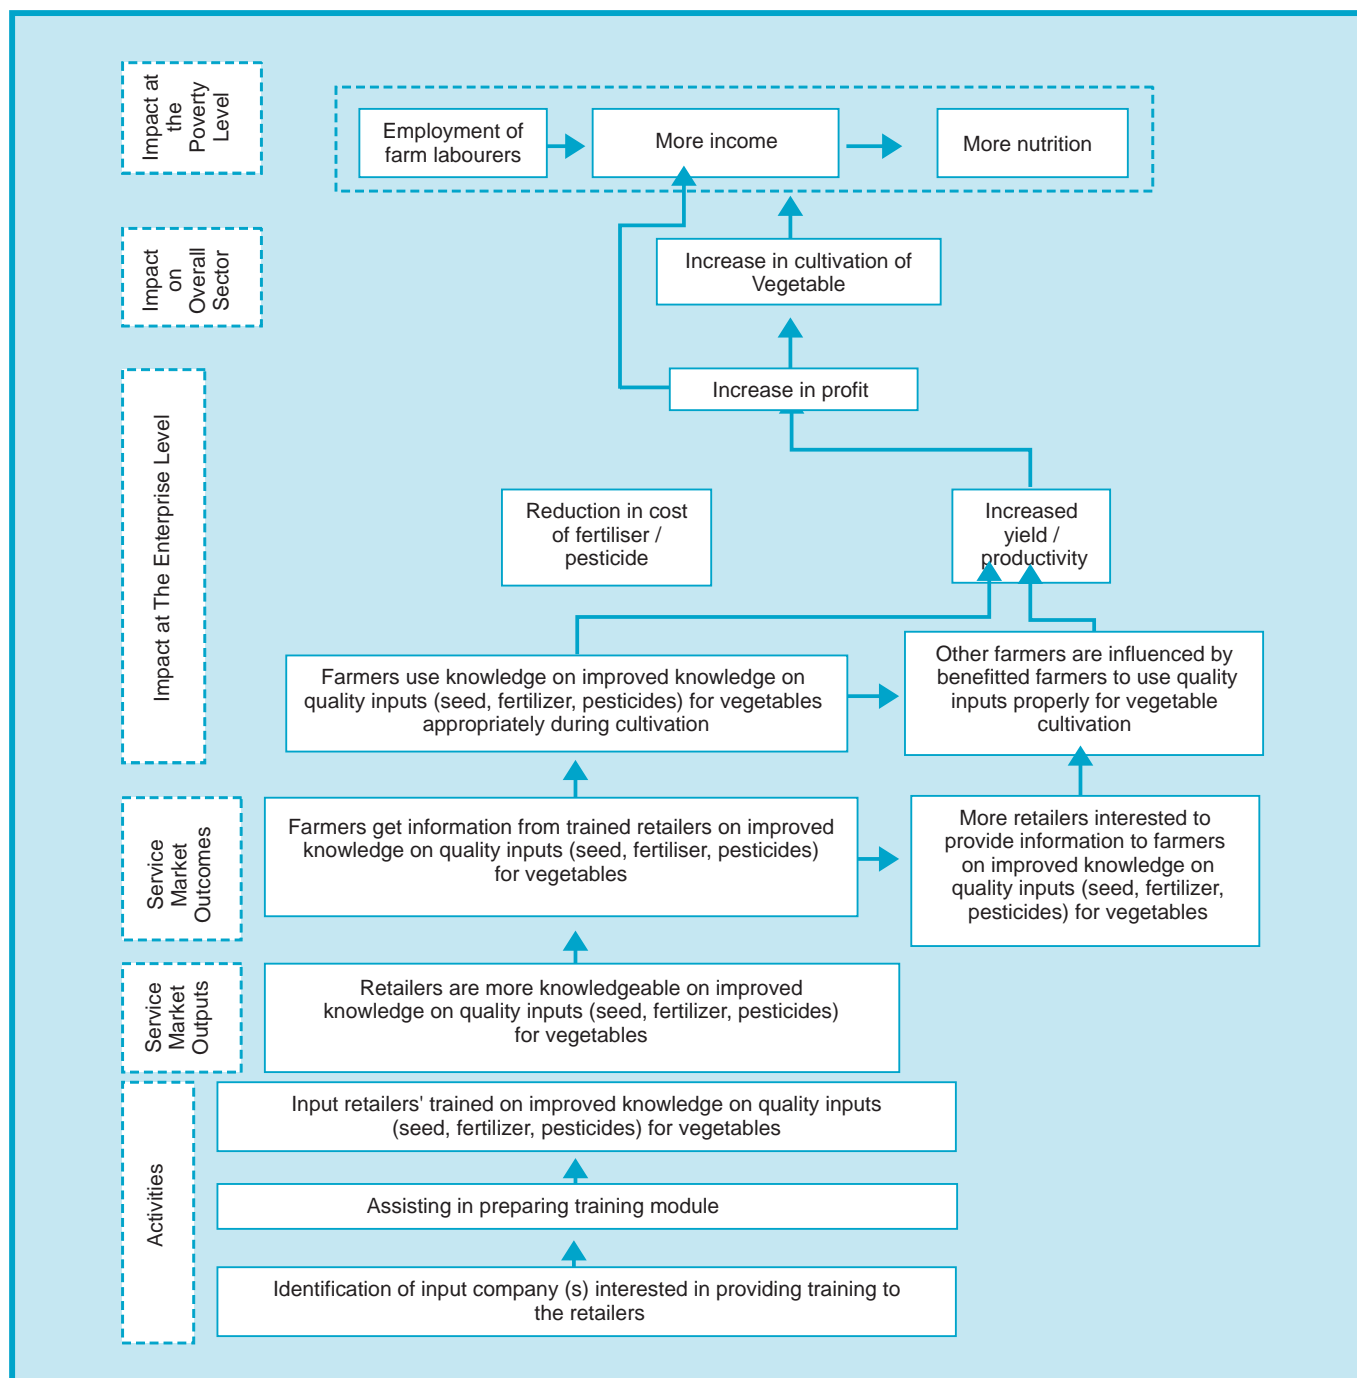 Impact at
the
Poverty
Level
Employment of
farm labourers
More income
More nutrition
Impact
on
Overall
Sector
Increase in cultivation of
Vegetable
Impact at The Enterprise Level
Increase in profit
Reduction in cost
of fertiliser /
pesticide
Increased
yield /
productivity
Farmers use knowledge on improved knowledge on
quality inputs (seed, fertilizer, pesticides) for vegetables
appropriately during cultivation
Other farmers are influenced by
benefitted farmers to use quality
inputs properly for vegetable
cultivation
Service
Market
Outcomes
Farmers get information from trained retailers on improved
knowledge on quality inputs (seed, fertiliser, pesticides)
for vegetables
More retailers interested to
provide information to farmers
on improved knowledge on
quality inputs (seed, fertilizer,
pesticides) for vegetables
Service
Market
Outputs
Retailers are more knowledgeable on improved
knowledge on quality inputs (seed, fertilizer, pesticides)
for vegetables
Activities
Input retailers' trained on improved knowledge on quality inputs
(seed, fertilizer, pesticides) for vegetables
Assisting in preparing training module
Identification of input company (s) interested in providing training to
the retailers